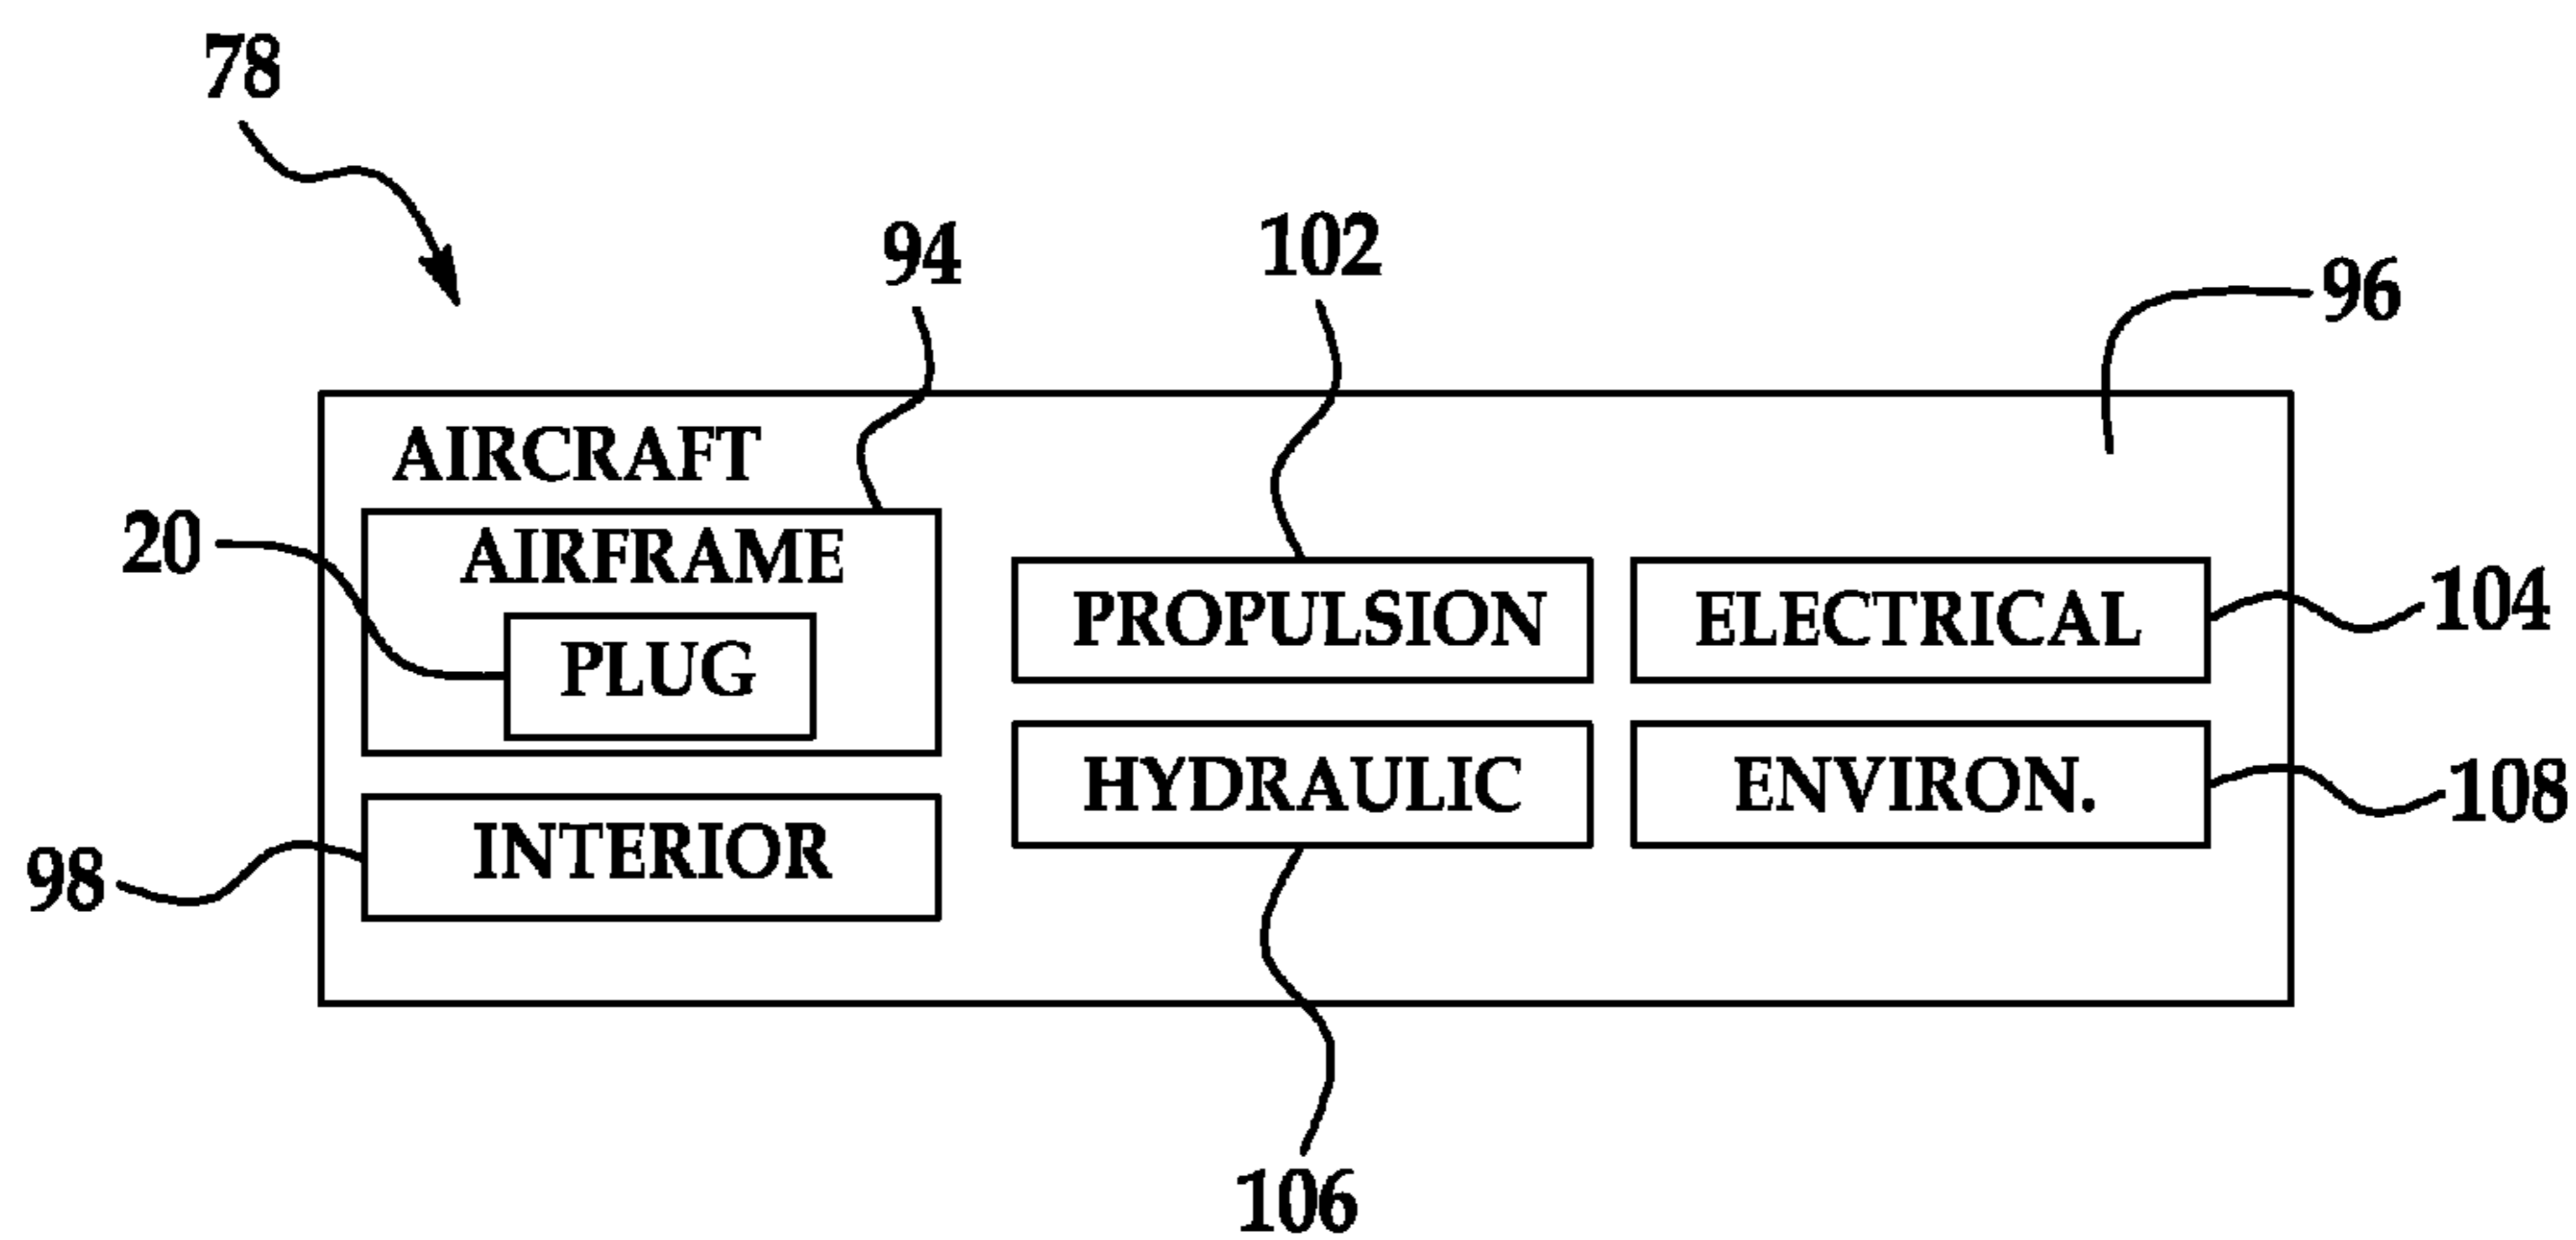 78
94
102
96
AIRCRAFT
20
AIRFRAME
PLUG
PROPULSION
ELECTRICAL
104
HYDRAULIC
ENVIRON.
108
98
INTERIOR
106